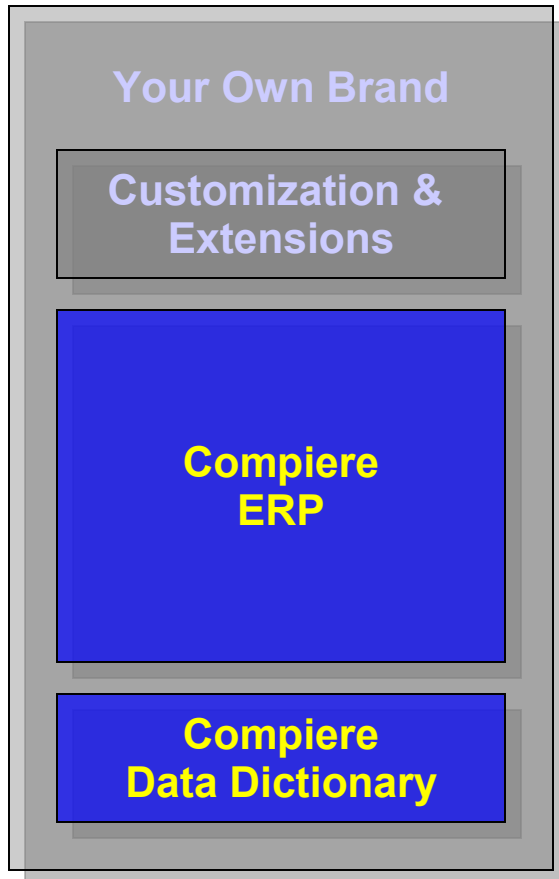 Your Own Brand
Customization &
Extensions
Compiere
ERP
Compiere
Data Dictionary